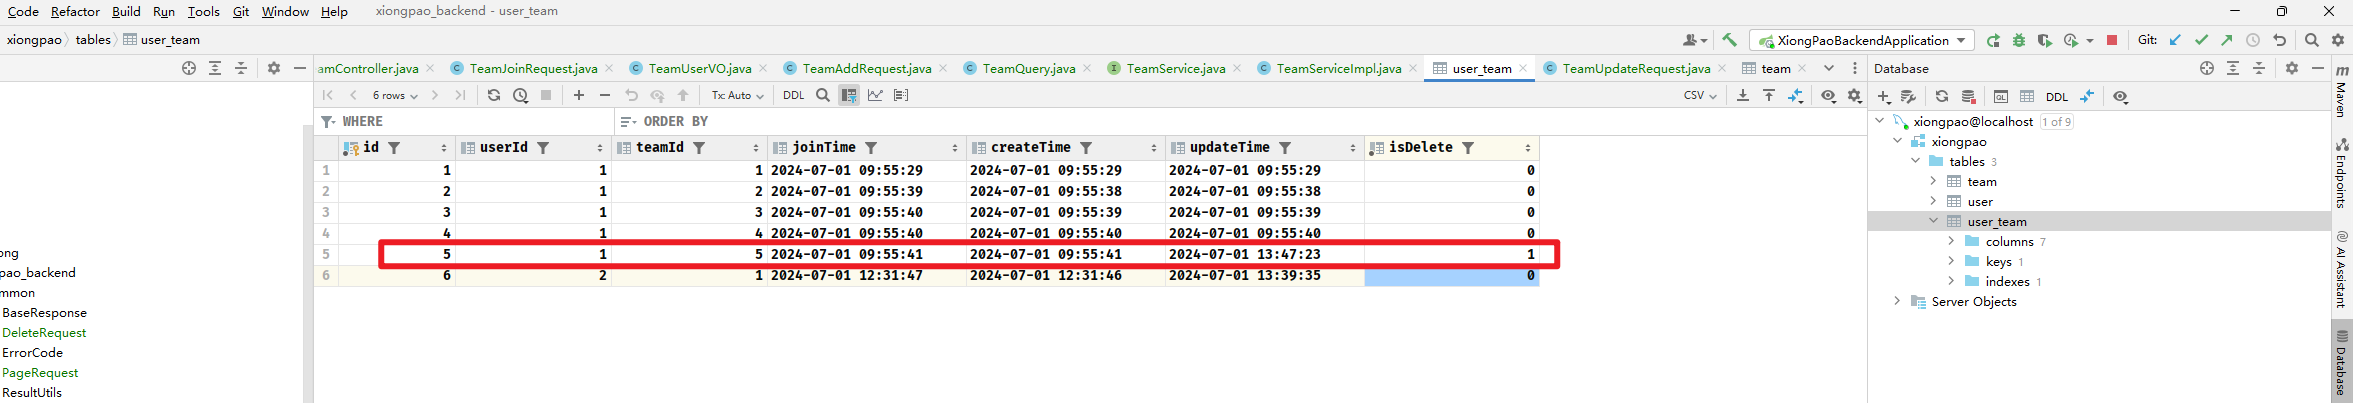 Code Refactor Build Run Tools Git Window Help xiongpao_backend - user_team
xiongpao tables user_team XiongPaoBackendApplication Git:
amController.java TeamJoinRequest.java TeamUserVO.java TeamAddRequest.java TeamQuery.java TeamService.java TeamServiceImpl.java user_team TeamUpdateRequest.java team Database
6 rows Tx: Auto DDL CSV DDL
WHERE ORDER BY
xiongpao@localhost 1 of 9
id userId teamId joinTime createTime updateTime isDelete
xiongpao
1 1 1 1 2024-07-01 09:55:29 2024-07-01 09:55:29 2024-07-01 09:55:29 0
tables 3
2 2 1 2 2024-07-01 09:55:39 2024-07-01 09:55:38 2024-07-01 09:55:38 0
team
3 3 1 3 2024-07-01 09:55:40 2024-07-01 09:55:39 2024-07-01 09:55:39 0
user
4 4 1 4 2024-07-01 09:55:40 2024-07-01 09:55:40 2024-07-01 09:55:40 0
user_team
5 5 1 5 2024-07-01 09:55:41 2024-07-01 09:55:41 2024-07-01 13:47:23 1
columns 7
6 6 2 1 2024-07-01 12:31:47 2024-07-01 12:31:46 2024-07-01 13:39:35 0
keys 1
indexes 1
Server Objects
ong
pao_backend
mmon
BaseResponse
DeleteRequest
ErrorCode
PageRequest
ResultUtils
m
Maven
Endpoints
AI Assistant
Database